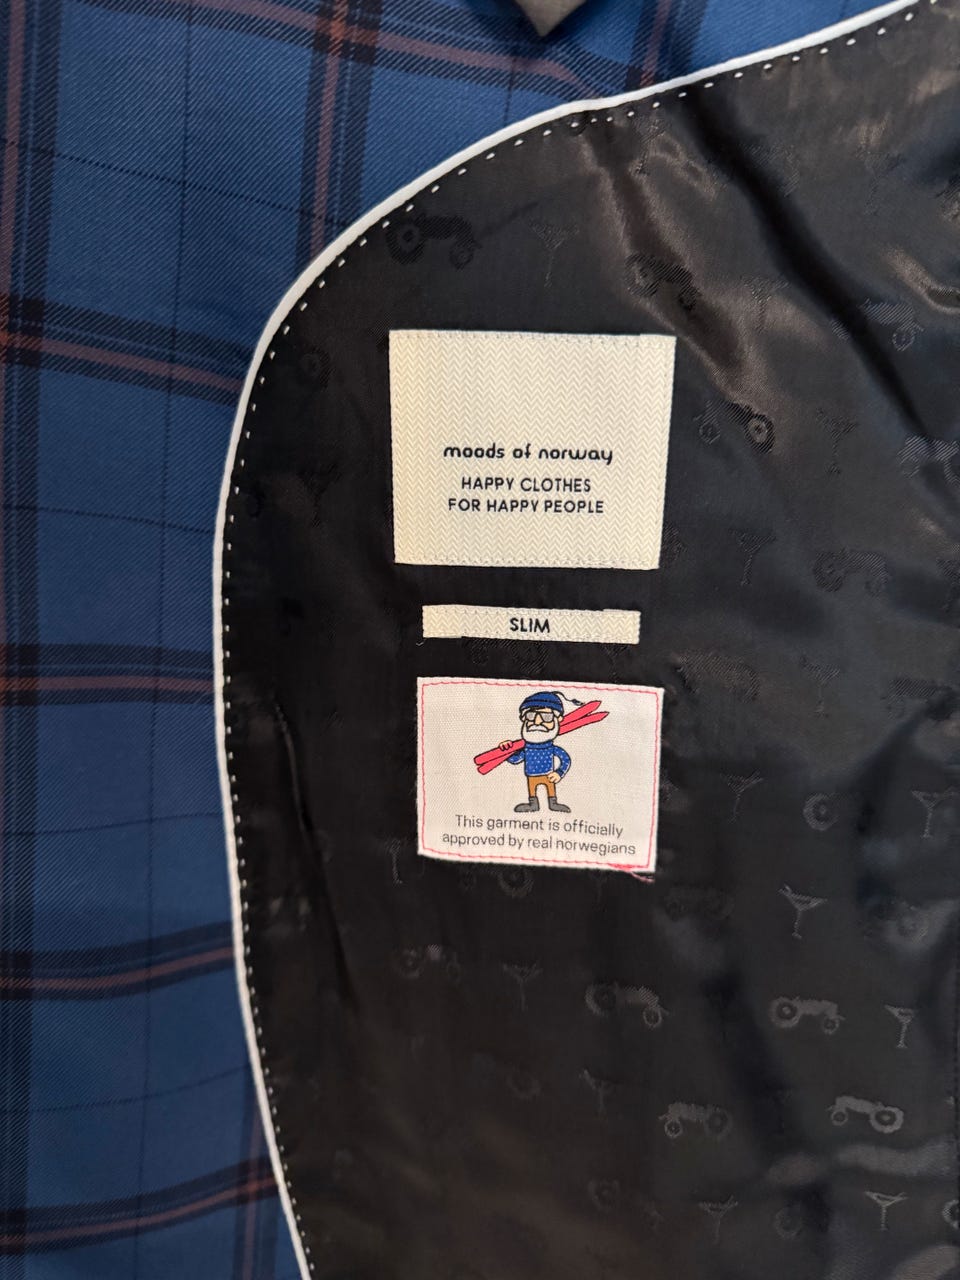 moods of norway
HAPPY CLOTHES
FOR HAPPY PEOPLE
SLIM
This garment is officially
approved by real norwegians